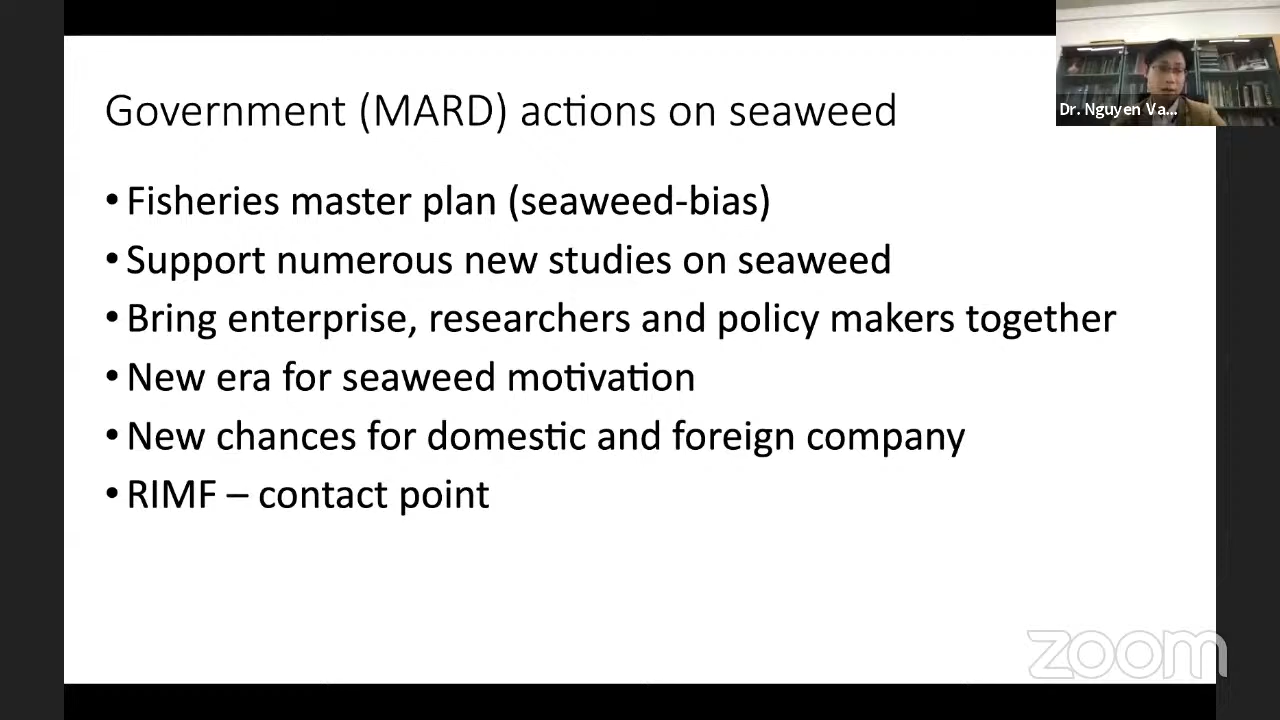 Government (MARD) actions on seaweed
Dr. Nguyen Va...
• Fisheries master plan (seaweed-bias)
• Support numerous new studies on seaweed
• Bring enterprise, researchers and policy makers together
• New era for seaweed motivation
• New chances for domestic and foreign company
• RIMF – contact point
zoom